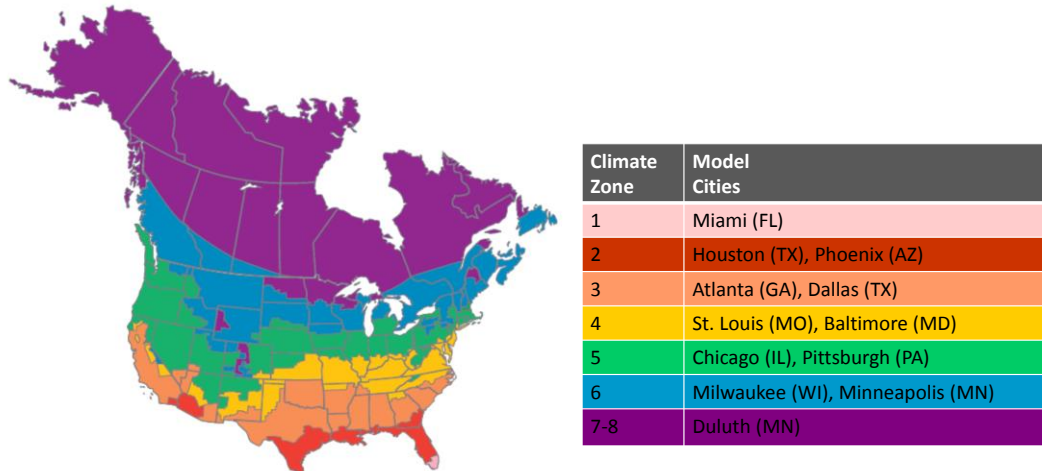 Climate Zone Model Cities
1 Miami (FL)
2 Houston (TX), Phoenix (AZ)
3 Atlanta (GA), Dallas (TX)
4 St. Louis (MO), Baltimore (MD)
5 Chicago (IL), Pittsburgh (PA)
6 Milwaukee (WI), Minneapolis (MN)
7-8 Duluth (MN)